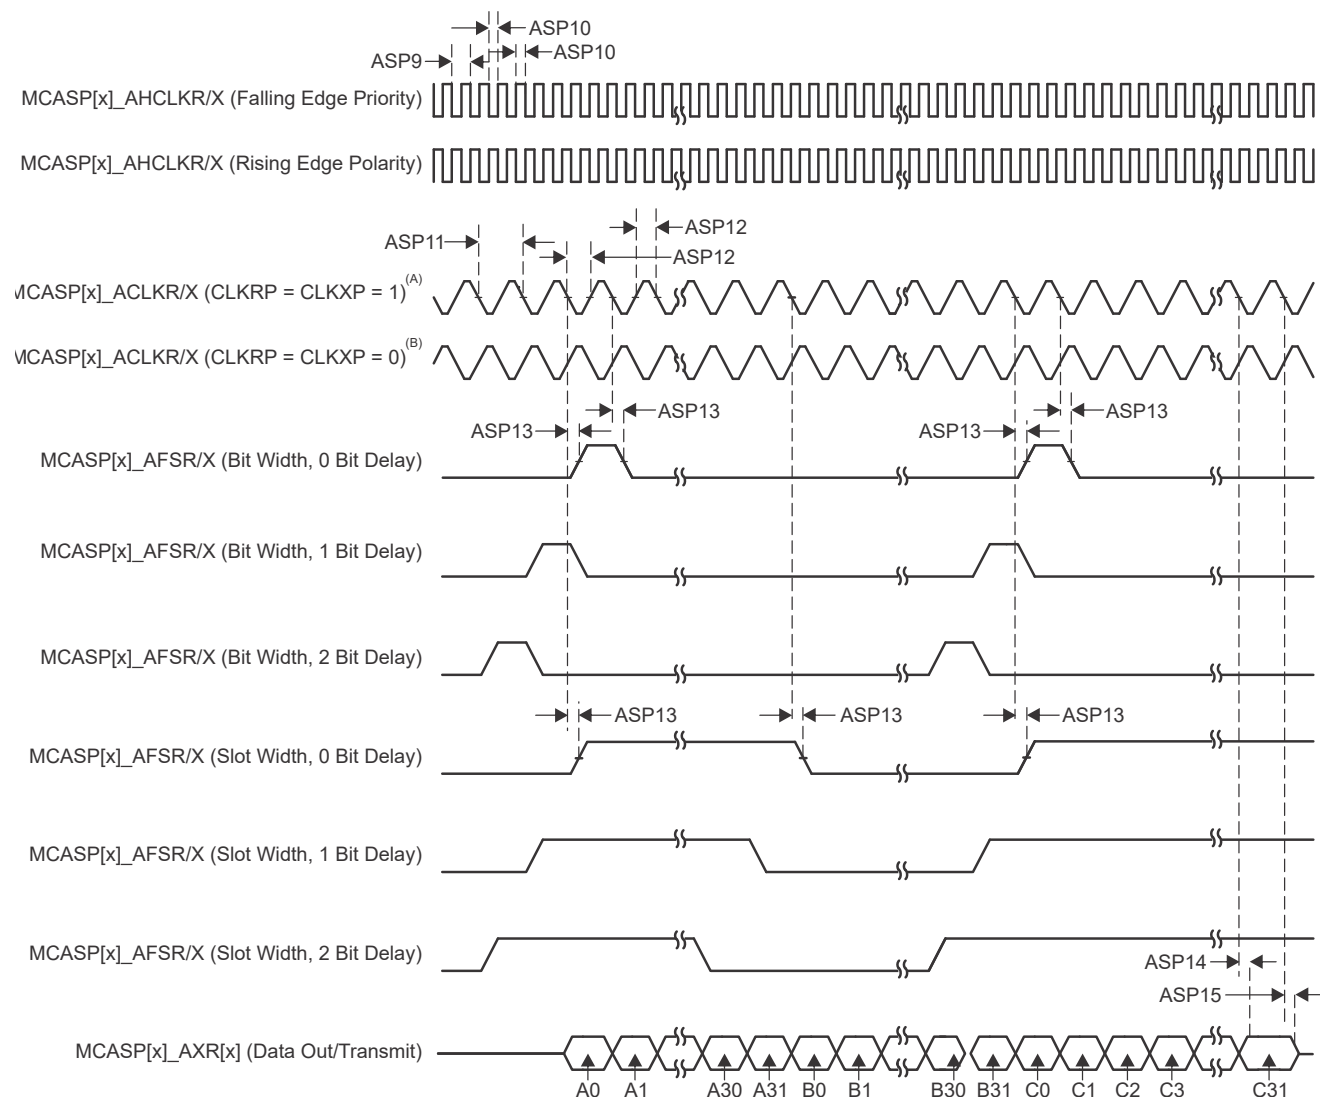 ASP10
ASP10
ASP9
MCASP[x]_AHCLKR/X (Falling Edge Priority)
MCASP[x]_AHCLKR/X (Rising Edge Polarity)
ASP12
ASP11
ASP12
MCASP[x]_ACLKR/X (CLKRP = CLKXP = 1)(A)
MCASP[x]_ACLKR/X (CLKRP = CLKXP = 0)(B)
ASP13
ASP13
ASP13
ASP13
MCASP[x]_AFSR/X (Bit Width, 0 Bit Delay)
MCASP[x]_AFSR/X (Bit Width, 1 Bit Delay)
MCASP[x]_AFSR/X (Bit Width, 2 Bit Delay)
ASP13
ASP13
ASP13
MCASP[x]_AFSR/X (Slot Width, 0 Bit Delay)
MCASP[x]_AFSR/X (Slot Width, 1 Bit Delay)
MCASP[x]_AFSR/X (Slot Width, 2 Bit Delay)
ASP14
ASP15
MCASP[x]_AXR[x] (Data Out/Transmit)
A0 A1 A30 A31 B0 B1 B30 B31 C0 C1 C2 C3 C31